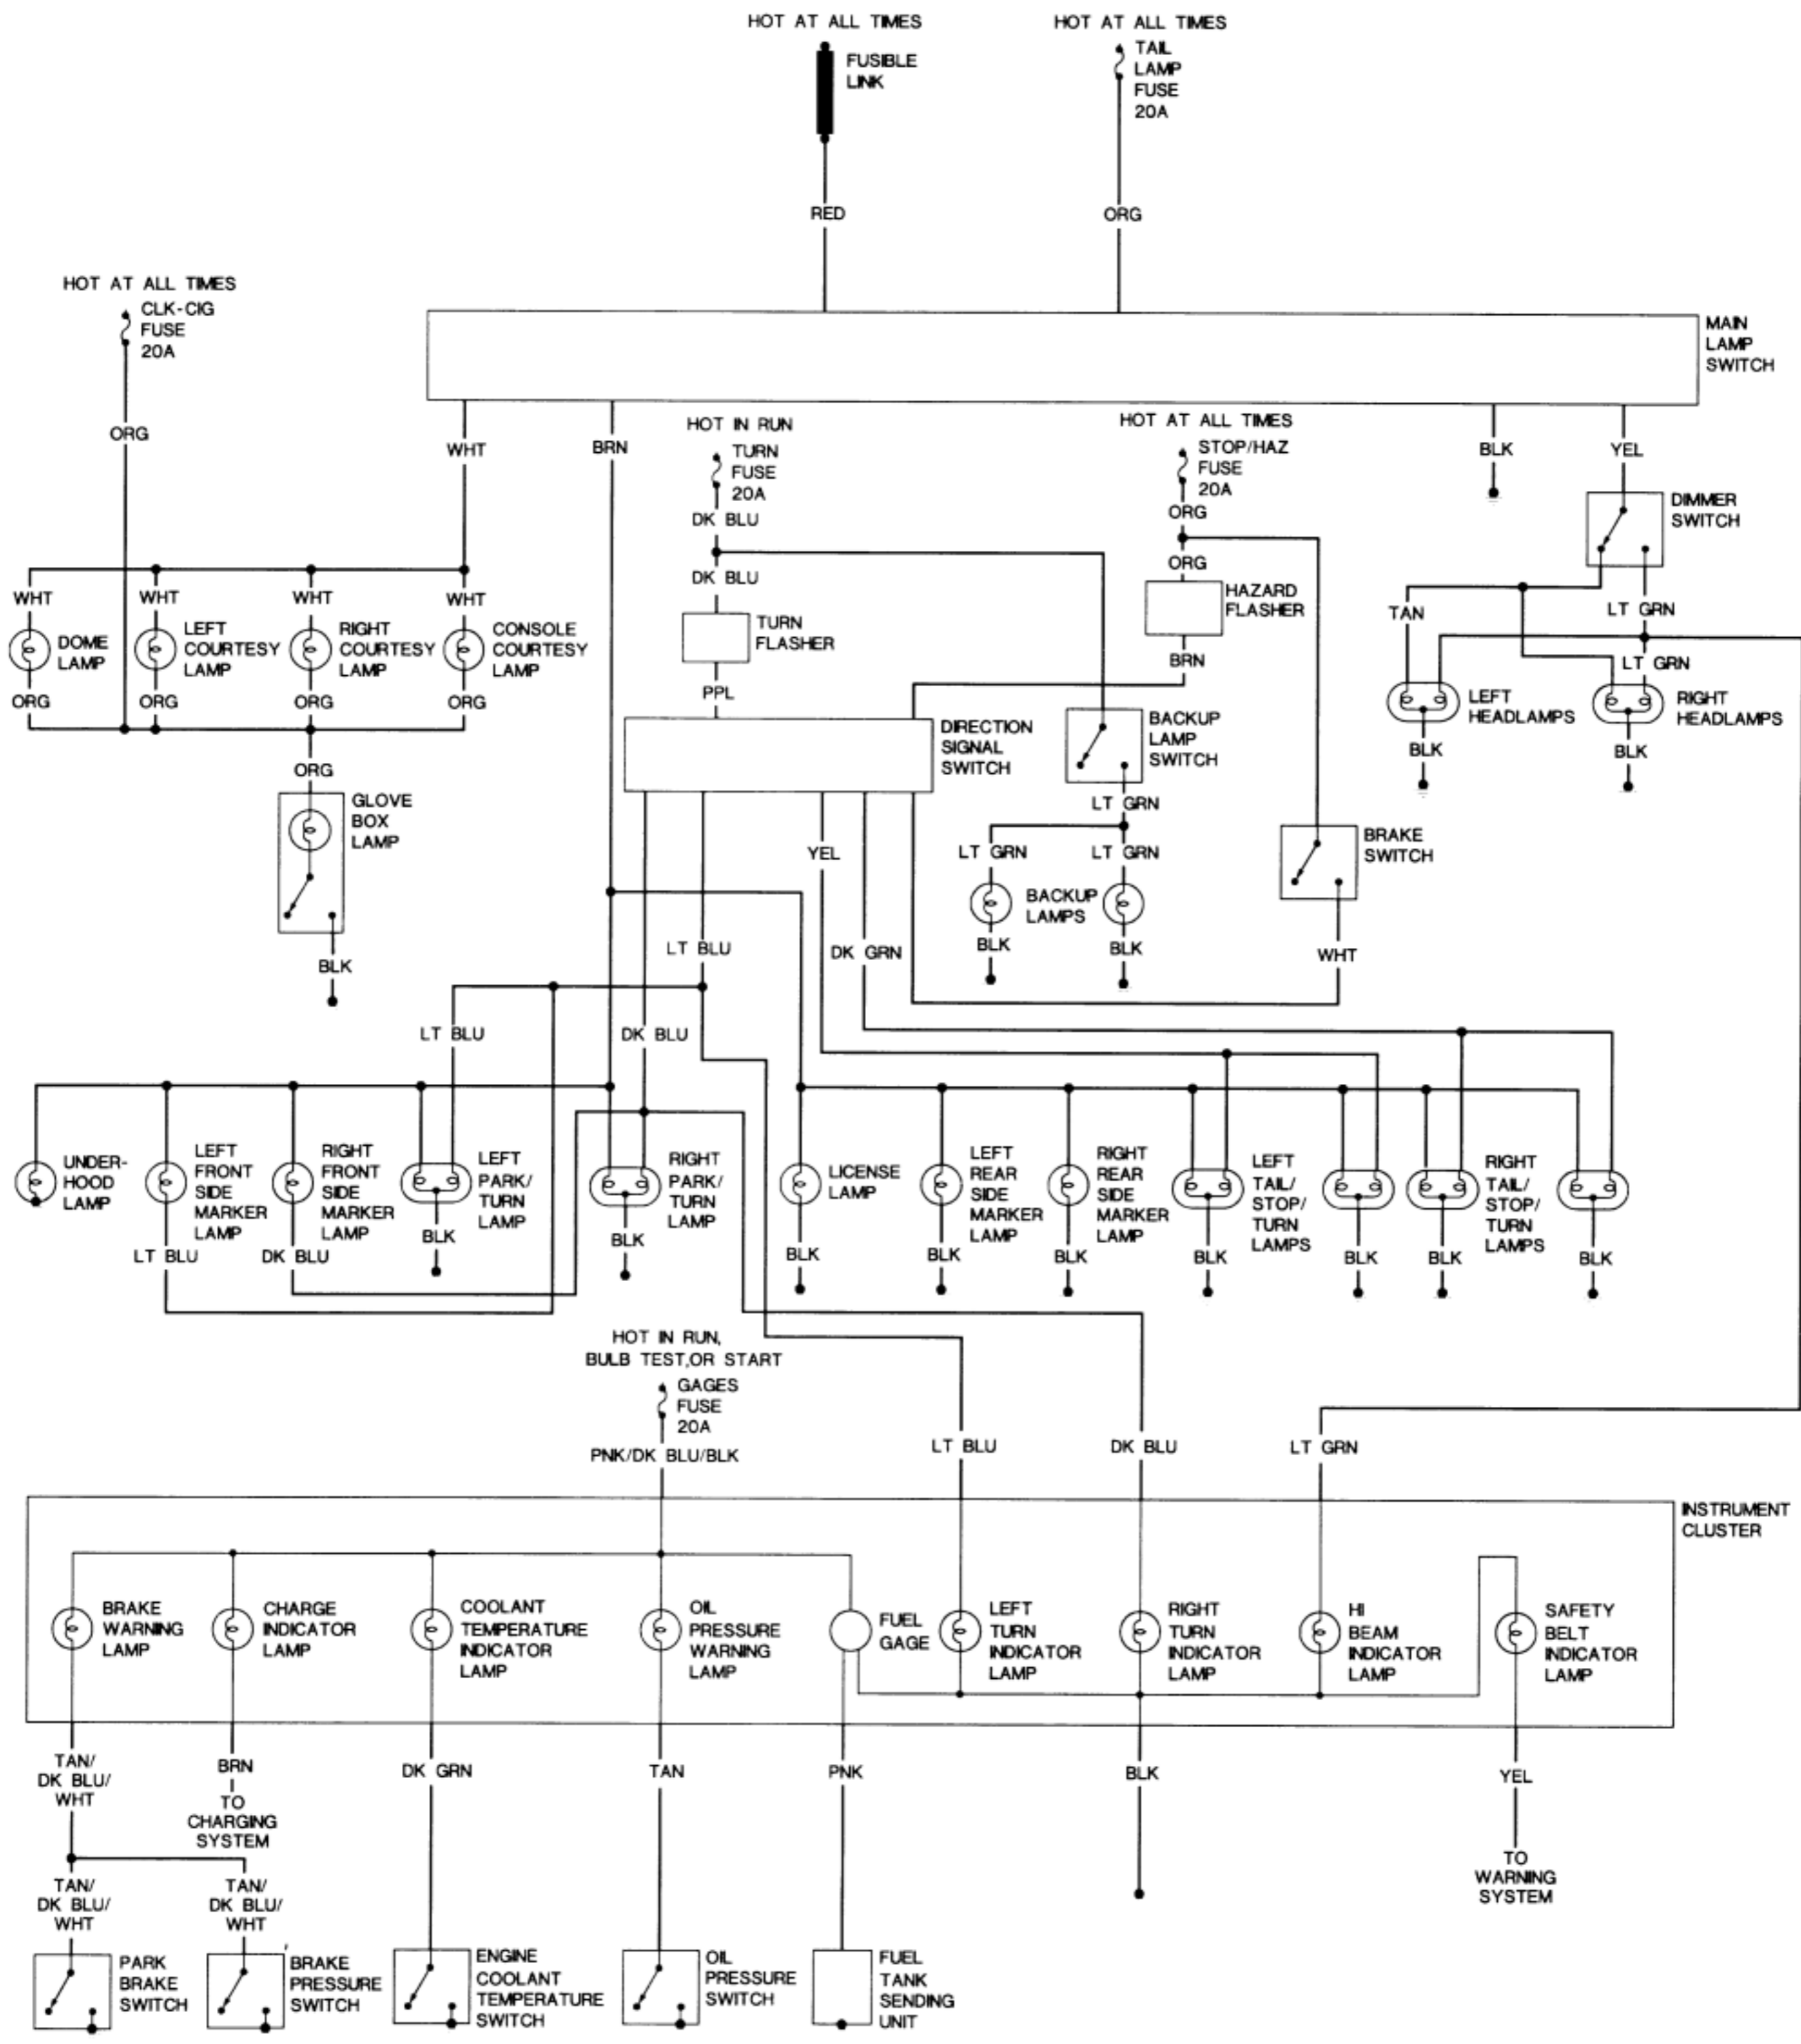 HOT AT ALL TIMES
FUSIBLE
LINK
HOT AT ALL TIMES
TAIL
LAMP
FUSE
20A
RED
ORG
HOT AT ALL TIMES
CLK-CIG
FUSE
20A
MAIN
LAMP
SWITCH
ORG
WHT
BRN
HOT IN RUN
TURN
FUSE
20A
DK BLU
DK BLU
TURN
FLASHER
PPL
HOT AT ALL TIMES
STOP/HAZ
FUSE
20A
ORG
ORG
HAZARD
FLASHER
BRN
BLK
YEL
DIMMER
SWITCH
TAN
LT GRN
LT GRN
LEFT
HEADLAMPS
RIGHT
HEADLAMPS
BLK
BLK
WHT
WHT
WHT
WHT
DOME
LAMP
LEFT
COURTESY
LAMP
RIGHT
COURTESY
LAMP
CONSOLE
COURTESY
LAMP
ORG
ORG
ORG
ORG
ORG
GLOVE
BOX
LAMP
BLK
DIRECTION
SIGNAL
SWITCH
BACKUP
LAMP
SWITCH
LT GRN
LT GRN
LT GRN
BACKUP
LAMPS
BLK
BLK
BRAKE
SWITCH
WHT
YEL
LT BLU
DK GRN
LT BLU
DK BLU
UNDER-
HOOD
LAMP
LEFT
FRONT
SIDE
MARKER
LAMP
RIGHT
FRONT
SIDE
MARKER
LAMP
LEFT
PARK/
TURN
LAMP
RIGHT
PARK/
TURN
LAMP
LICENSE
LAMP
LEFT
REAR
SIDE
MARKER
LAMP
RIGHT
REAR
SIDE
MARKER
LAMP
LEFT
TAIL/
STOP/
TURN
LAMPS
RIGHT
TAIL/
STOP/
TURN
LAMPS
LT BLU
DK BLU
BLK
BLK
BLK
BLK
BLK
BLK
BLK
BLK
BLK
HOT IN RUN,
BULB TEST,OR START
GAGES
FUSE
20A
PNK/DK BLU/BLK
LT BLU
DK BLU
LT GRN
INSTRUMENT
CLUSTER
BRAKE
WARNING
LAMP
CHARGE
INDICATOR
LAMP
COOLANT
TEMPERATURE
INDICATOR
LAMP
OIL
PRESSURE
WARNING
LAMP
FUEL
GAGE
LEFT
TURN
INDICATOR
LAMP
RIGHT
TURN
INDICATOR
LAMP
HI
BEAM
INDICATOR
LAMP
SAFETY
BELT
INDICATOR
LAMP
TAN/
DK BLU/
WHT
BRN
TO
CHARGING
SYSTEM
DK GRN
TAN
PNK
BLK
YEL
TO
WARNING
SYSTEM
TAN/
DK BLU/
WHT
TAN/
DK BLU/
WHT
PARK
BRAKE
SWITCH
BRAKE
PRESSURE
SWITCH
ENGINE
COOLANT
TEMPERATURE
SWITCH
OIL
PRESSURE
SWITCH
FUEL
TANK
SENDING
UNIT